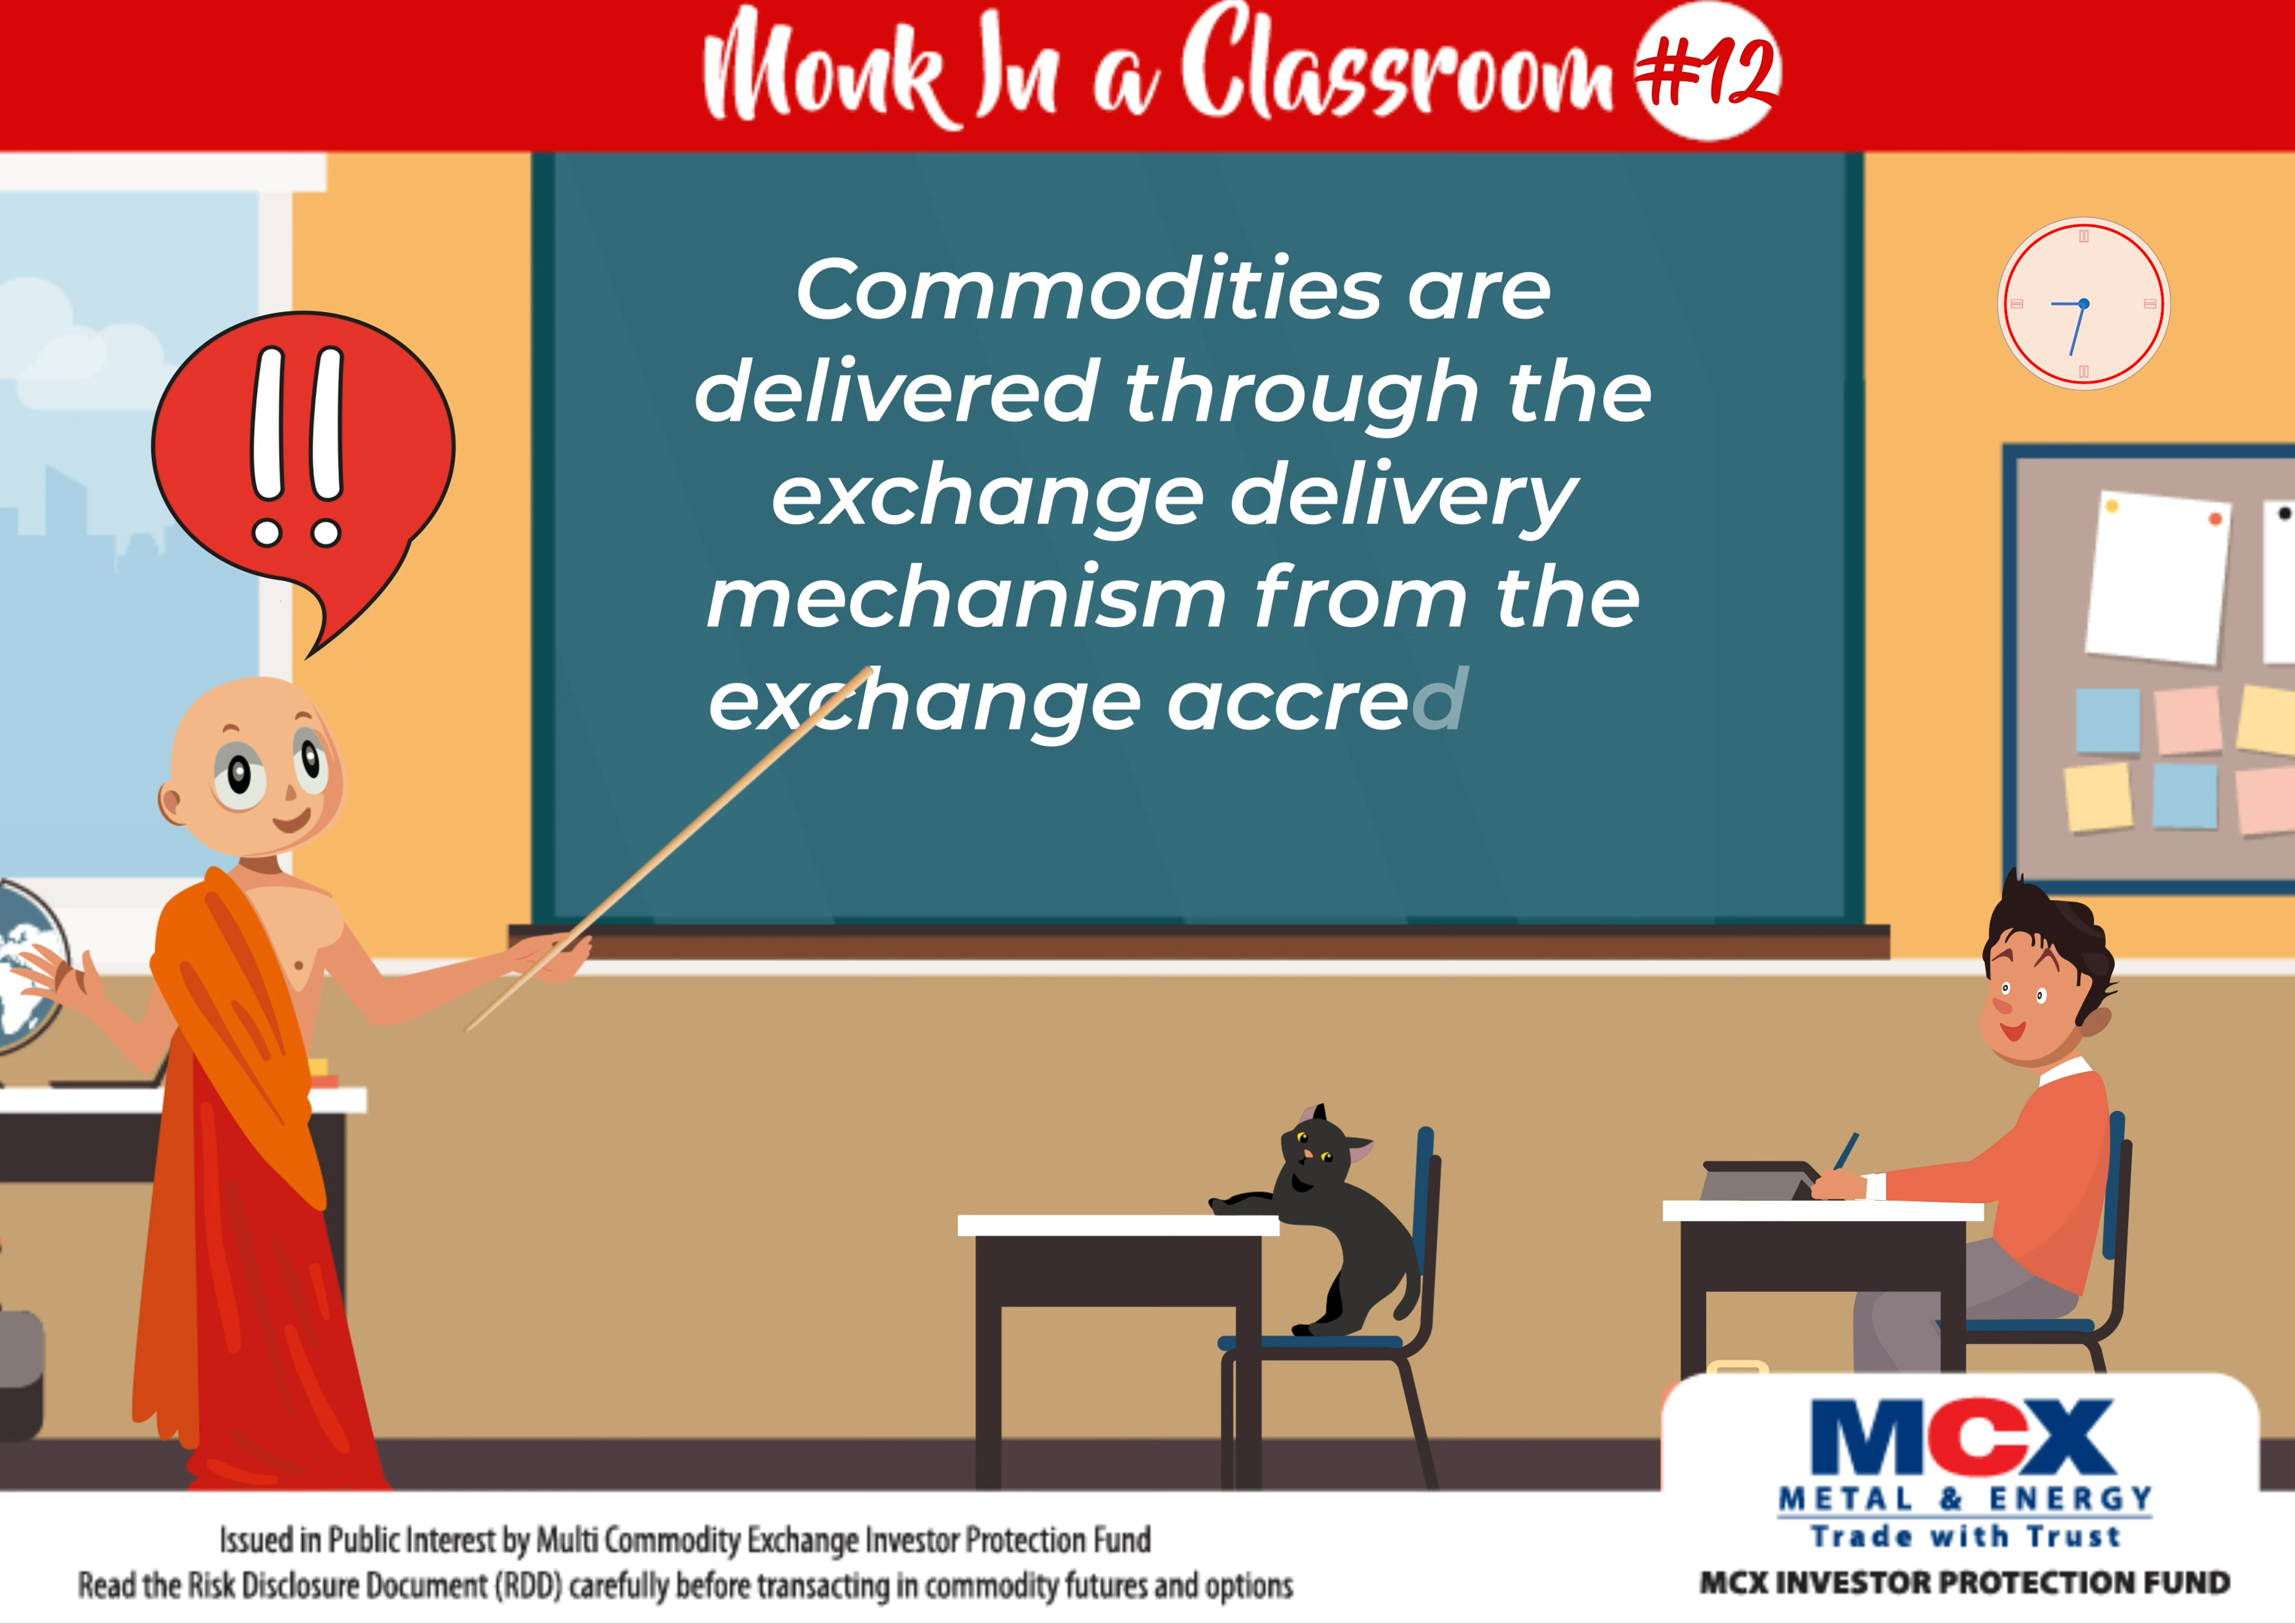 Monk In a Classroom #12
!!
Commodities are
delivered through the
exchange delivery
mechanism from the
exchange accred
MCX
METAL & ENERGY
Trade with Trust
MCX INVESTOR PROTECTION FUND
Issued in Public Interest by Multi Commodity Exchange Investor Protection Fund
Read the Risk Disclosure Document (RDD) carefully before transacting in commodity futures and options